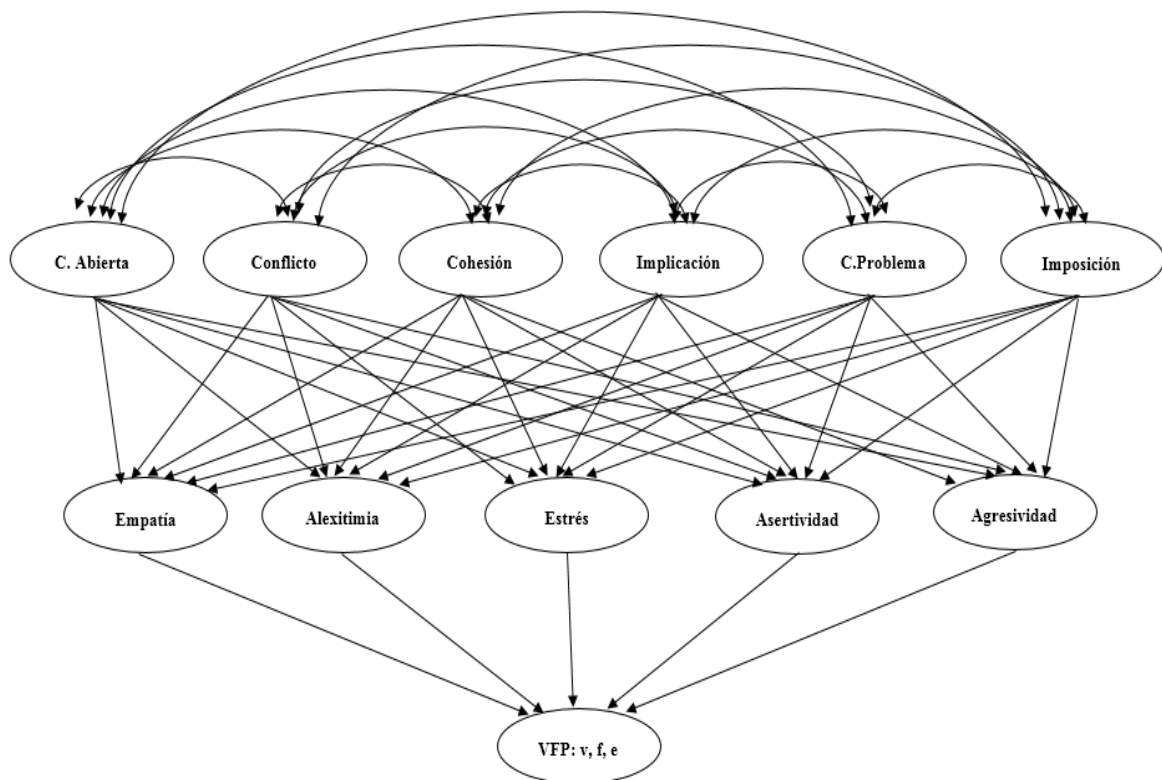 C. Abierta
Conflicto
Cohesión
Implicación
C.Problema
Imposición
Empatía
Alexitimia
Estrés
Asertividad
Agresividad
VFP: v, f, e